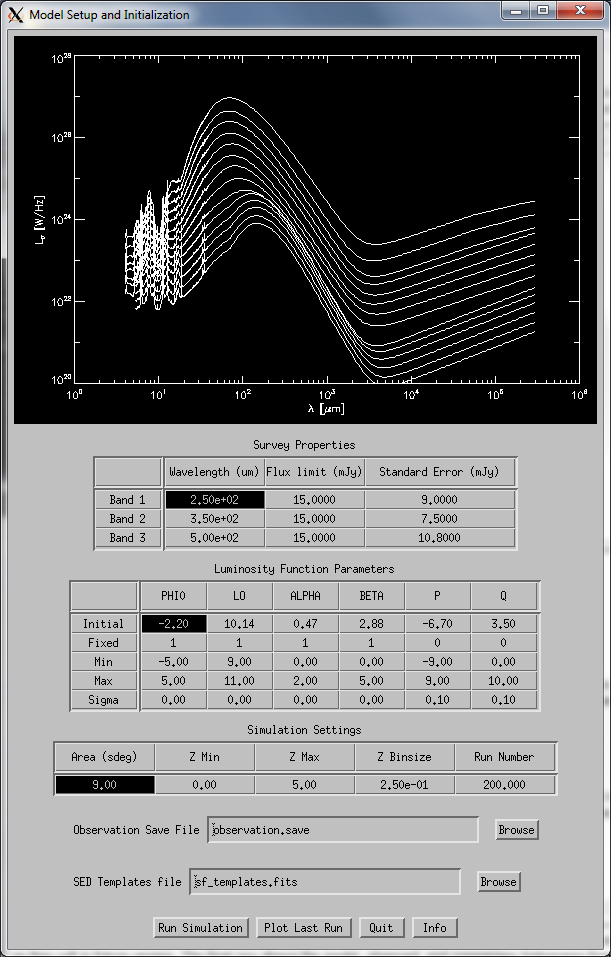 Model Setup and Initialization
10^28
10^26
10^24
10^22
10^20
L_ν [W/Hz]
10^0 10^1 10^2 10^3 10^4 10^5 10^6
λ [μm]
Survey Properties
Wavelength (um) Flux limit (mJy) Standard Error (mJy)
Band 1 2.50e+02 15.0000 9.0000
Band 2 3.50e+02 15.0000 7.5000
Band 3 5.00e+02 15.0000 10.8000
Luminosity Function Parameters
PHI0 L0 ALPHA BETA P Q
Initial -2.20 10.14 0.47 2.88 -6.70 3.50
Fixed 1 1 1 1 0 0
Min -5.00 9.00 0.00 0.00 -9.00 0.00
Max 5.00 11.00 2.00 5.00 9.00 10.00
Sigma 0.00 0.00 0.00 0.00 0.10 0.10
Simulation Settings
Area (sdeg) Z Min Z Max Z Binsize Run Number
9.00 0.00 5.00 2.50e-01 200.000
Observation Save File observation.save Browse
SED Templates file sf_templates.fits Browse
Run Simulation Plot Last Run Quit Info